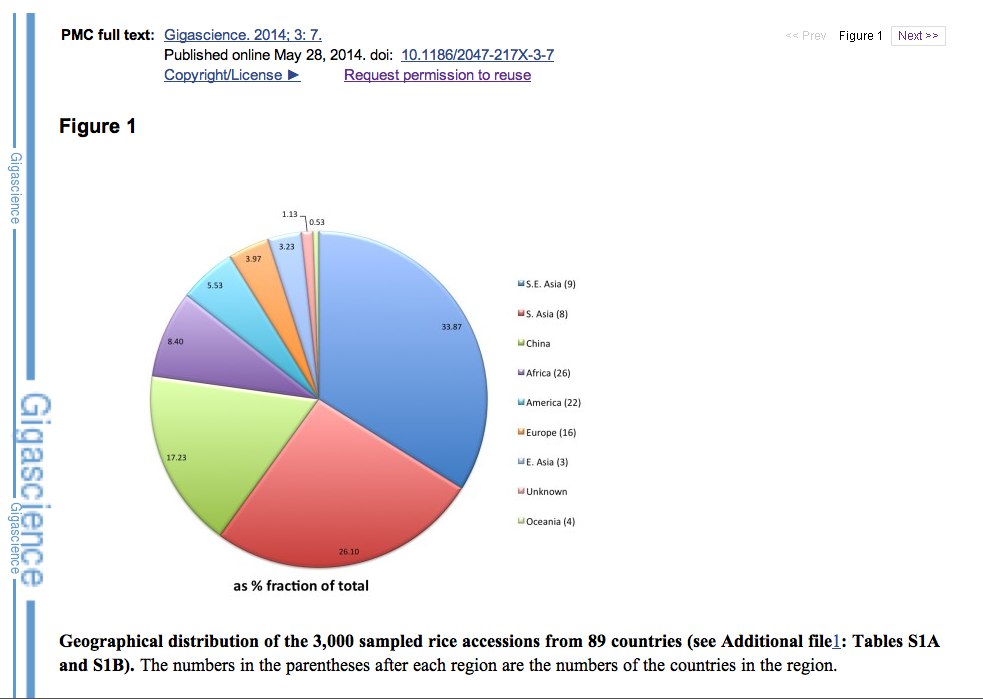 PMC full text: Gigascience. 2014; 3: 7.
Published online May 28, 2014. doi: 10.1186/2047-217X-3-7
Copyright/License ▶ Request permission to reuse
<< Prev Figure 1 Next >>
Figure 1
Gigascience
Gigascience
Gigascience
1.13
0.53
3.23
3.97
5.53
8.40
17.23
26.10
33.87
S.E. Asia (9)
S. Asia (8)
China
Africa (26)
America (22)
Europe (16)
E. Asia (3)
Unknown
Oceania (4)
as % fraction of total
Geographical distribution of the 3,000 sampled rice accessions from 89 countries (see Additional file1: Tables S1A
and S1B). The numbers in the parentheses after each region are the numbers of the countries in the region.